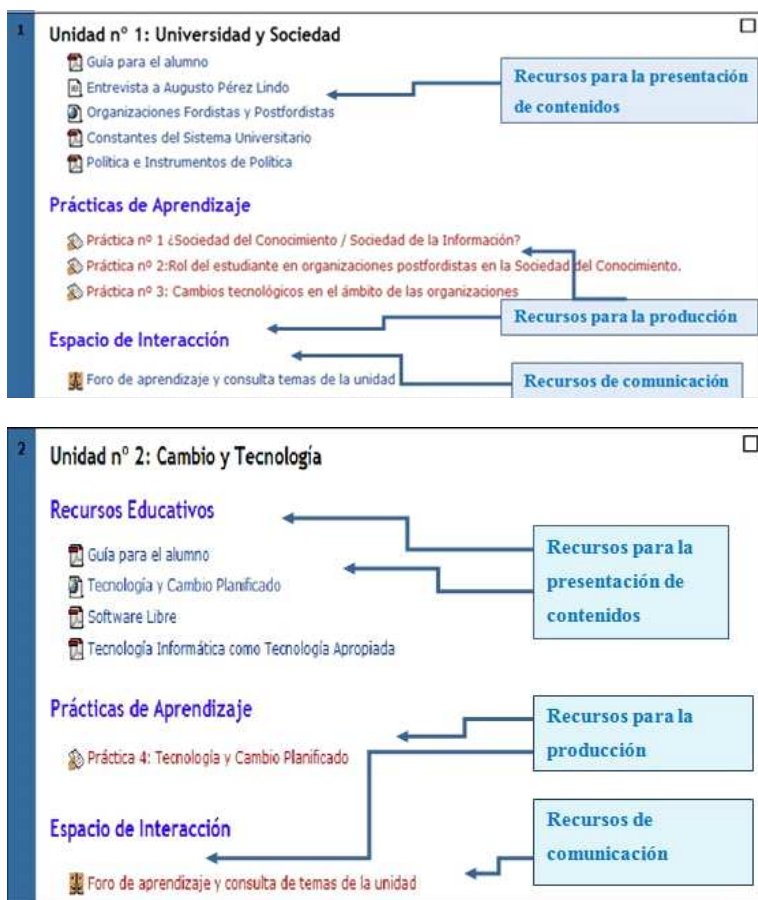 1
Unidad nº 1: Universidad y Sociedad
Guía para el alumno
Entrevista a Augusto Pérez Lindo
Organizaciones Fordistas y Postfordistas
Constantes del Sistema Universitario
Política e Instrumentos de Política
Recursos para la presentación
de contenidos
Prácticas de Aprendizaje
Práctica nº 1 ¿Sociedad del Conocimiento / Sociedad de la Información?
Práctica nº 2:Rol del estudiante en organizaciones postfordistas en la Sociedad del Conocimiento.
Práctica nº 3: Cambios tecnológicos en el ámbito de las organizaciones
Recursos para la producción
Espacio de Interacción
Foro de aprendizaje y consulta temas de la unidad
Recursos de comunicación
2
Unidad nº 2: Cambio y Tecnología
Recursos Educativos
Guía para el alumno
Tecnología y Cambio Planificado
Software Libre
Tecnología Informática como Tecnología Apropiada
Recursos para la
presentación de
contenidos
Prácticas de Aprendizaje
Práctica 4: Tecnología y Cambio Planificado
Recursos para la
producción
Espacio de Interacción
Foro de aprendizaje y consulta de temas de la unidad
Recursos de
comunicación